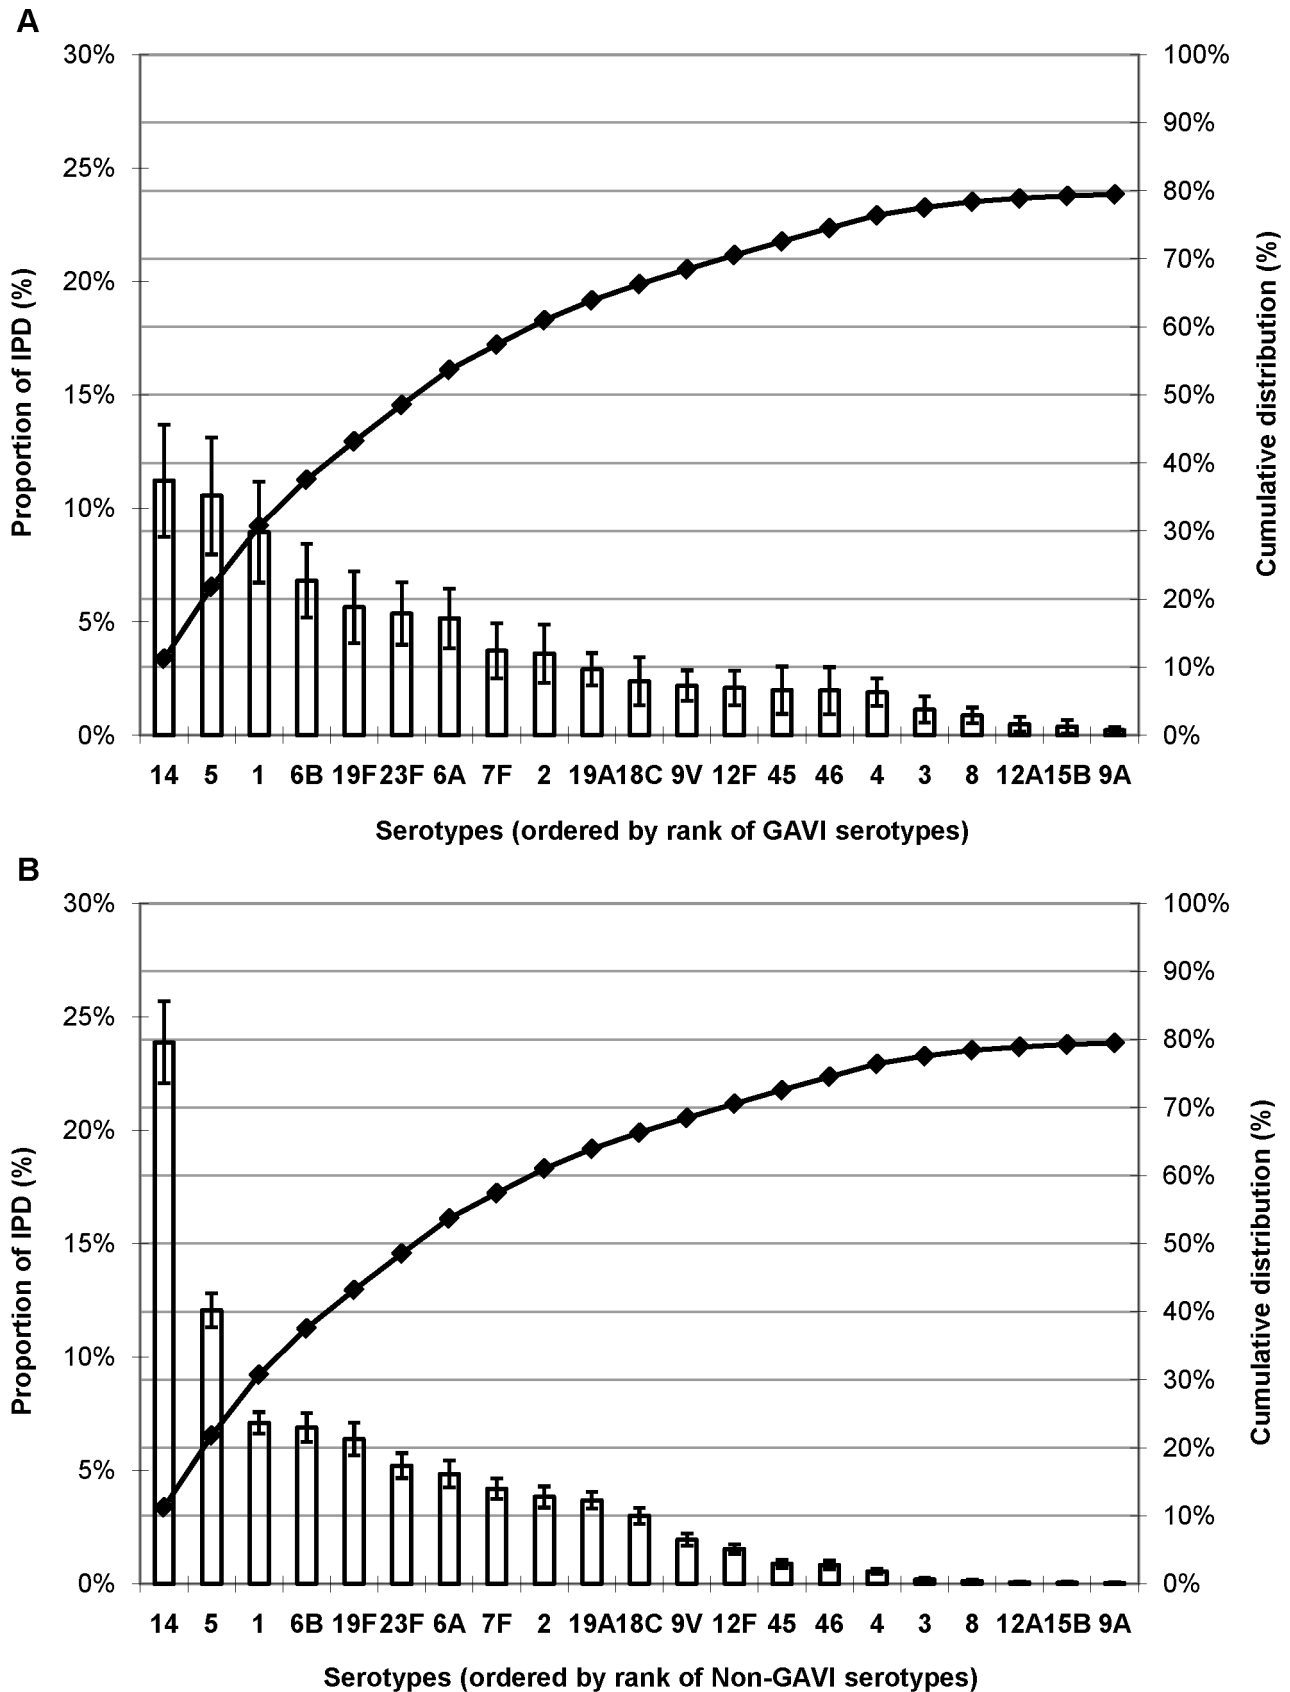 A
30% 100%
90%
25%
80%
20% 70%
60%
15% 50%
40%
10%
30%
5% 20%
10%
0% 0%
Proportion of IPD (%)
Cumulative distribution (%)
14 5 1 6B 19F 23F 6A 7F 2 19A 18C 9V 12F 45 46 4 3 8 12A 15B 9A
Serotypes (ordered by rank of GAVI serotypes)
B
30% 100%
90%
25%
80%
20% 70%
60%
15% 50%
40%
10%
30%
5% 20%
10%
0% 0%
Proportion of IPD (%)
Cumulative distribution (%)
14 5 1 6B 19F 23F 6A 7F 2 19A 18C 9V 12F 45 46 4 3 8 12A 15B 9A
Serotypes (ordered by rank of Non-GAVI serotypes)